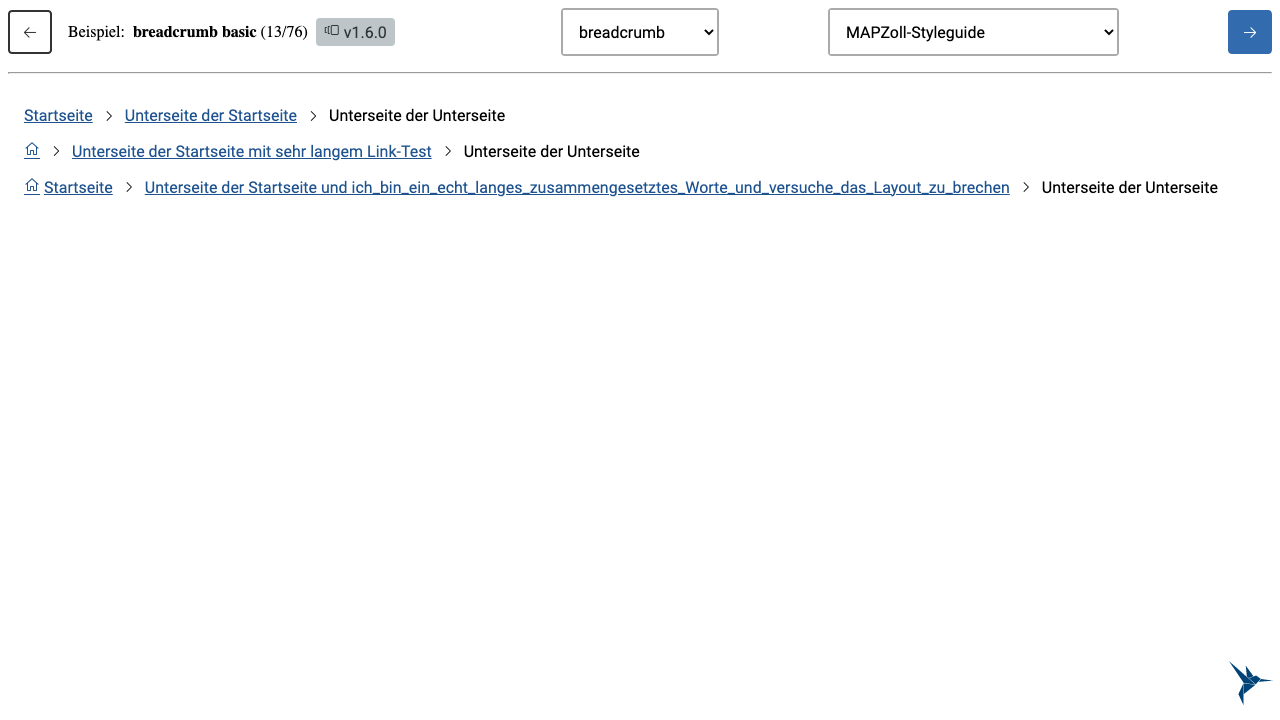 Beispiel: breadcrumb basic (13/76) v1.6.0 breadcrumb MAPZoll-Styleguide
Startseite Unterseite der Startseite Unterseite der Unterseite
Unterseite der Startseite mit sehr langem Link-Test Unterseite der Unterseite
Startseite Unterseite der Startseite und ich_bin_ein_echt_langes_zusammengesetztes_Worte_und_versuche_das_Layout_zu_brechen Unterseite der Unterseite